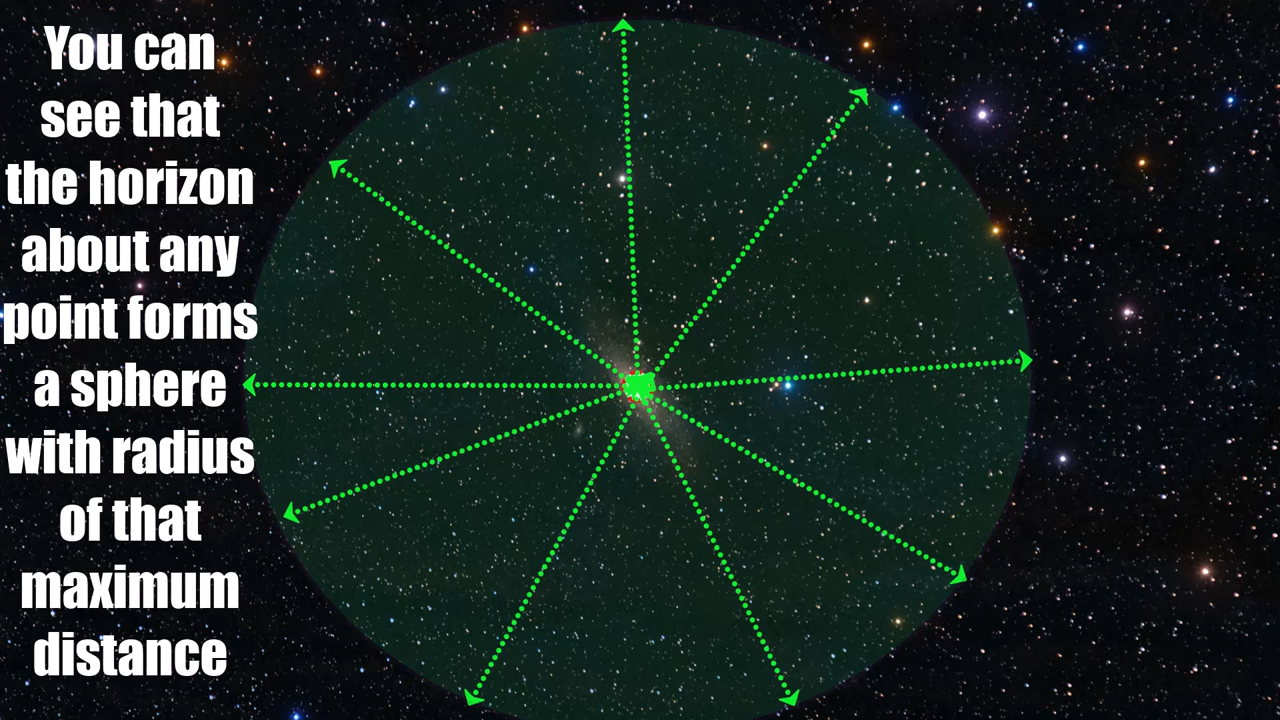 You can
see that
the horizon
about any
point forms
a sphere
with radius
of that
maximum
distance